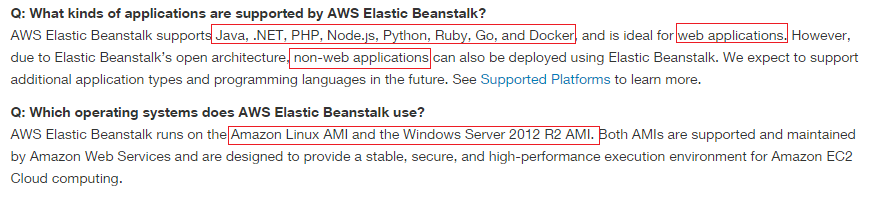 Q: What kinds of applications are supported by AWS Elastic Beanstalk?
AWS Elastic Beanstalk supports Java, .NET, PHP, Node.js, Python, Ruby, Go, and Docker, and is ideal for web applications. However,
due to Elastic Beanstalk's open architecture, non-web applications can also be deployed using Elastic Beanstalk. We expect to support
additional application types and programming languages in the future. See Supported Platforms to learn more.
Q: Which operating systems does AWS Elastic Beanstalk use?
AWS Elastic Beanstalk runs on the Amazon Linux AMI and the Windows Server 2012 R2 AMI. Both AMIs are supported and maintained
by Amazon Web Services and are designed to provide a stable, secure, and high-performance execution environment for Amazon EC2
Cloud computing.